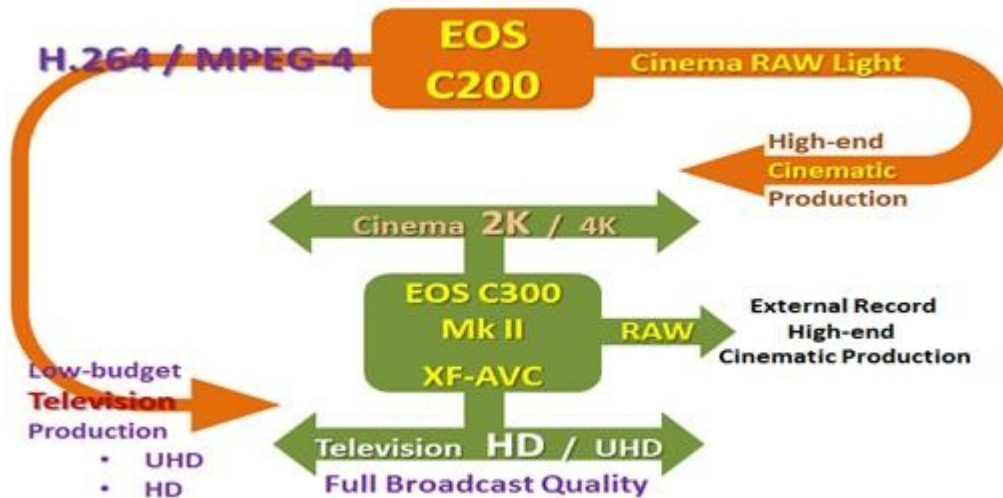 EOS
C200
H.264 / MPEG-4
Cinema RAW Light
High-end
Cinematic
Production
Cinema 2K / 4K
EOS C300
Mk II
XF-AVC
RAW
External Record
High-end
Cinematic Production
Low-budget
Television
Production
• UHD
• HD
Television HD / UHD
Full Broadcast Quality